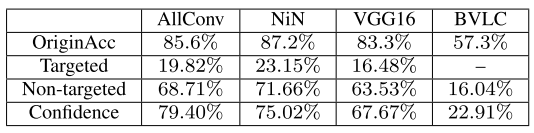 AllConv NiN VGG16 BVLC
OriginAcc 85.6% 87.2% 83.3% 57.3%
Targeted 19.82% 23.15% 16.48% –
Non-targeted 68.71% 71.66% 63.53% 16.04%
Confidence 79.40% 75.02% 67.67% 22.91%